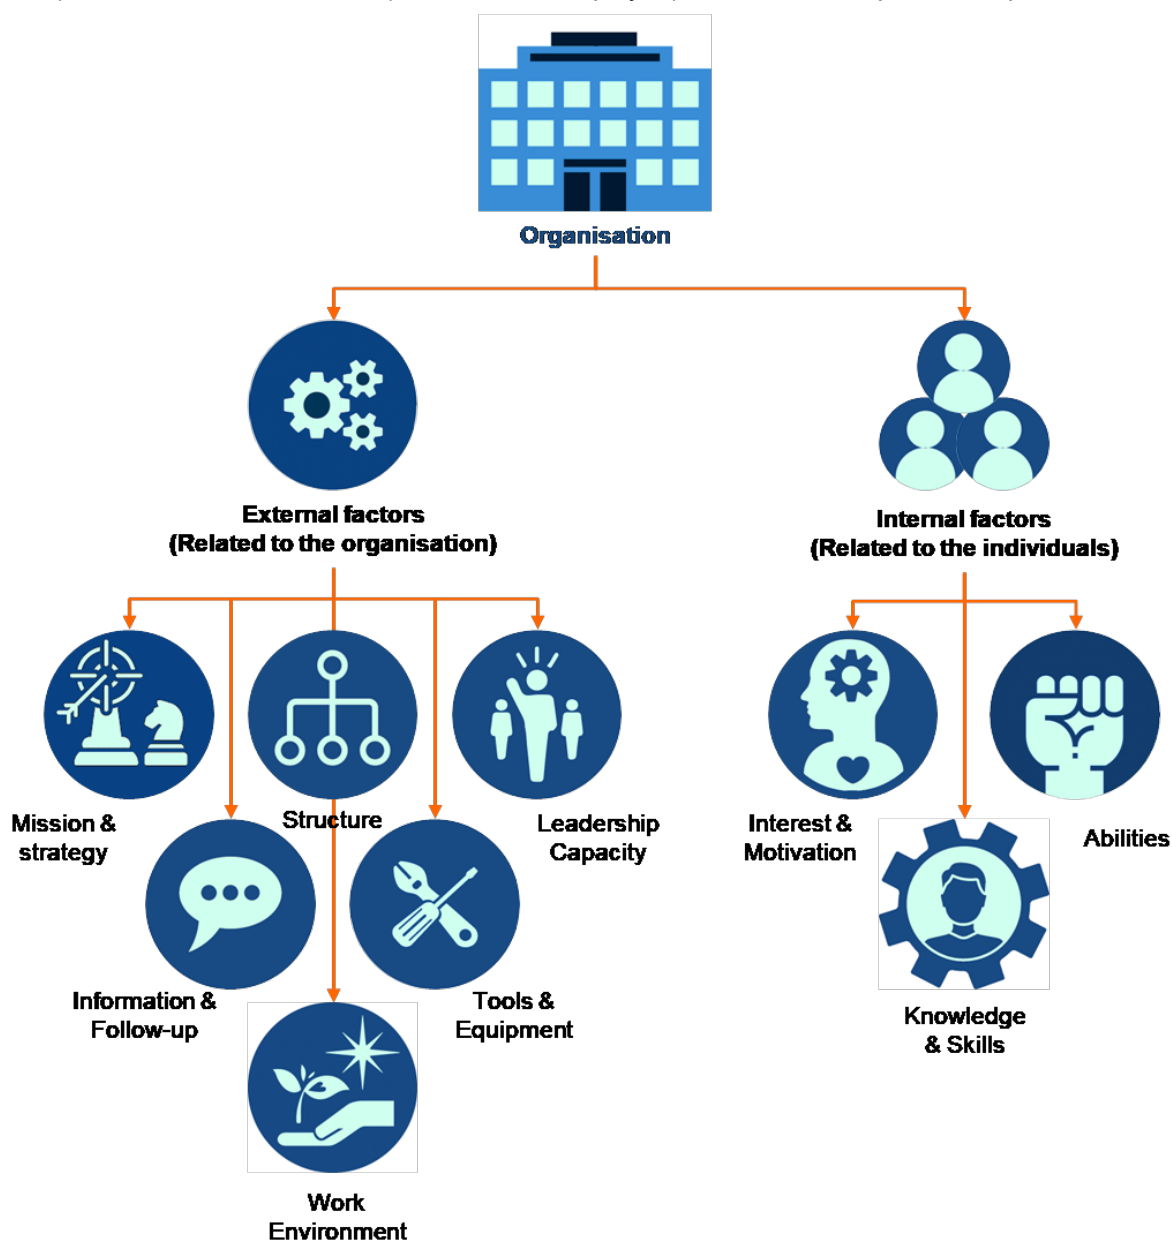 Organisation
External factors
(Related to the organisation)
Internal factors
(Related to the individuals)
Mission &
strategy
Structure
Leadership
Capacity
Interest &
Motivation
Abilities
Information &
Follow-up
Tools &
Equipment
Knowledge
& Skills
Work
Environment